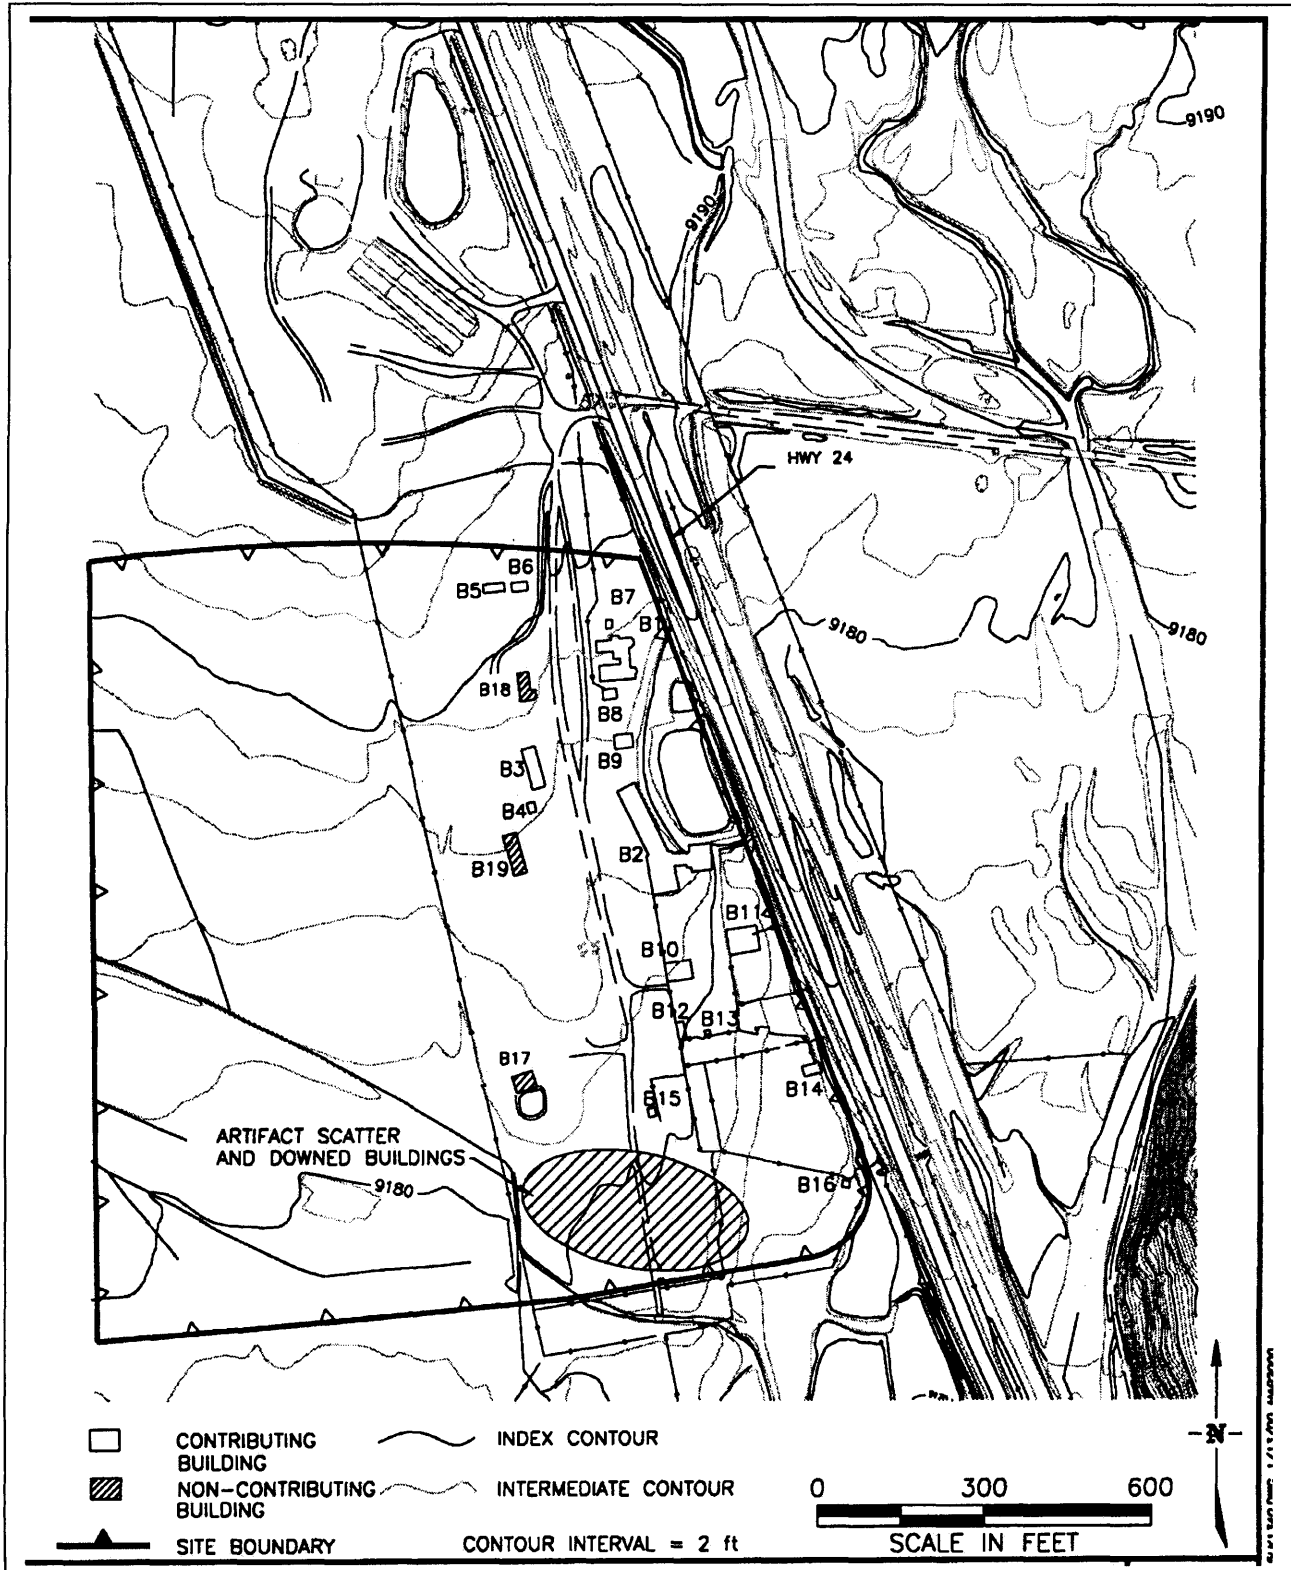 9190
9190
HWY 24
B6
B5
B7
B1
9180
9180
B18
B8
B9
B3
B4
B2
B19
B11
B10
B12
B13
B17
B14
B15
ARTIFACT SCATTER
AND DOWNED BUILDINGS
9180
B16
CONTRIBUTING
BUILDING
INDEX CONTOUR
NON-CONTRIBUTING
BUILDING
INTERMEDIATE CONTOUR
SITE BOUNDARY
CONTOUR INTERVAL = 2 ft
0 300 600
SCALE IN FEET
N